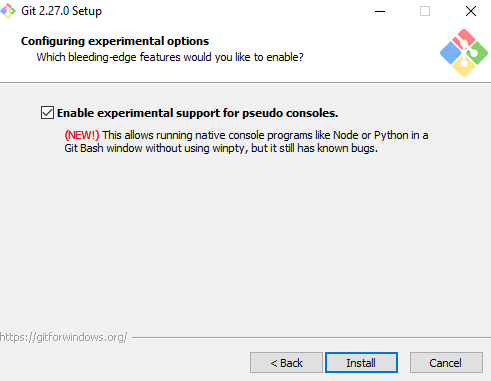 Git 2.27.0 Setup
Configuring experimental options
Which bleeding-edge features would you like to enable?
Enable experimental support for pseudo consoles.
(NEW!) This allows running native console programs like Node or Python in a
Git Bash window without using winpty, but it still has known bugs.
https://gitforwindows.org/
< Back Install Cancel